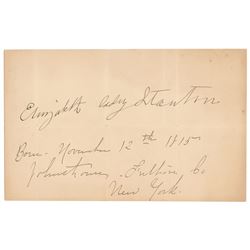 Elizabeth Cady Stanton
Born November 12th 1815
Johnstown. Fulton Co
New York.